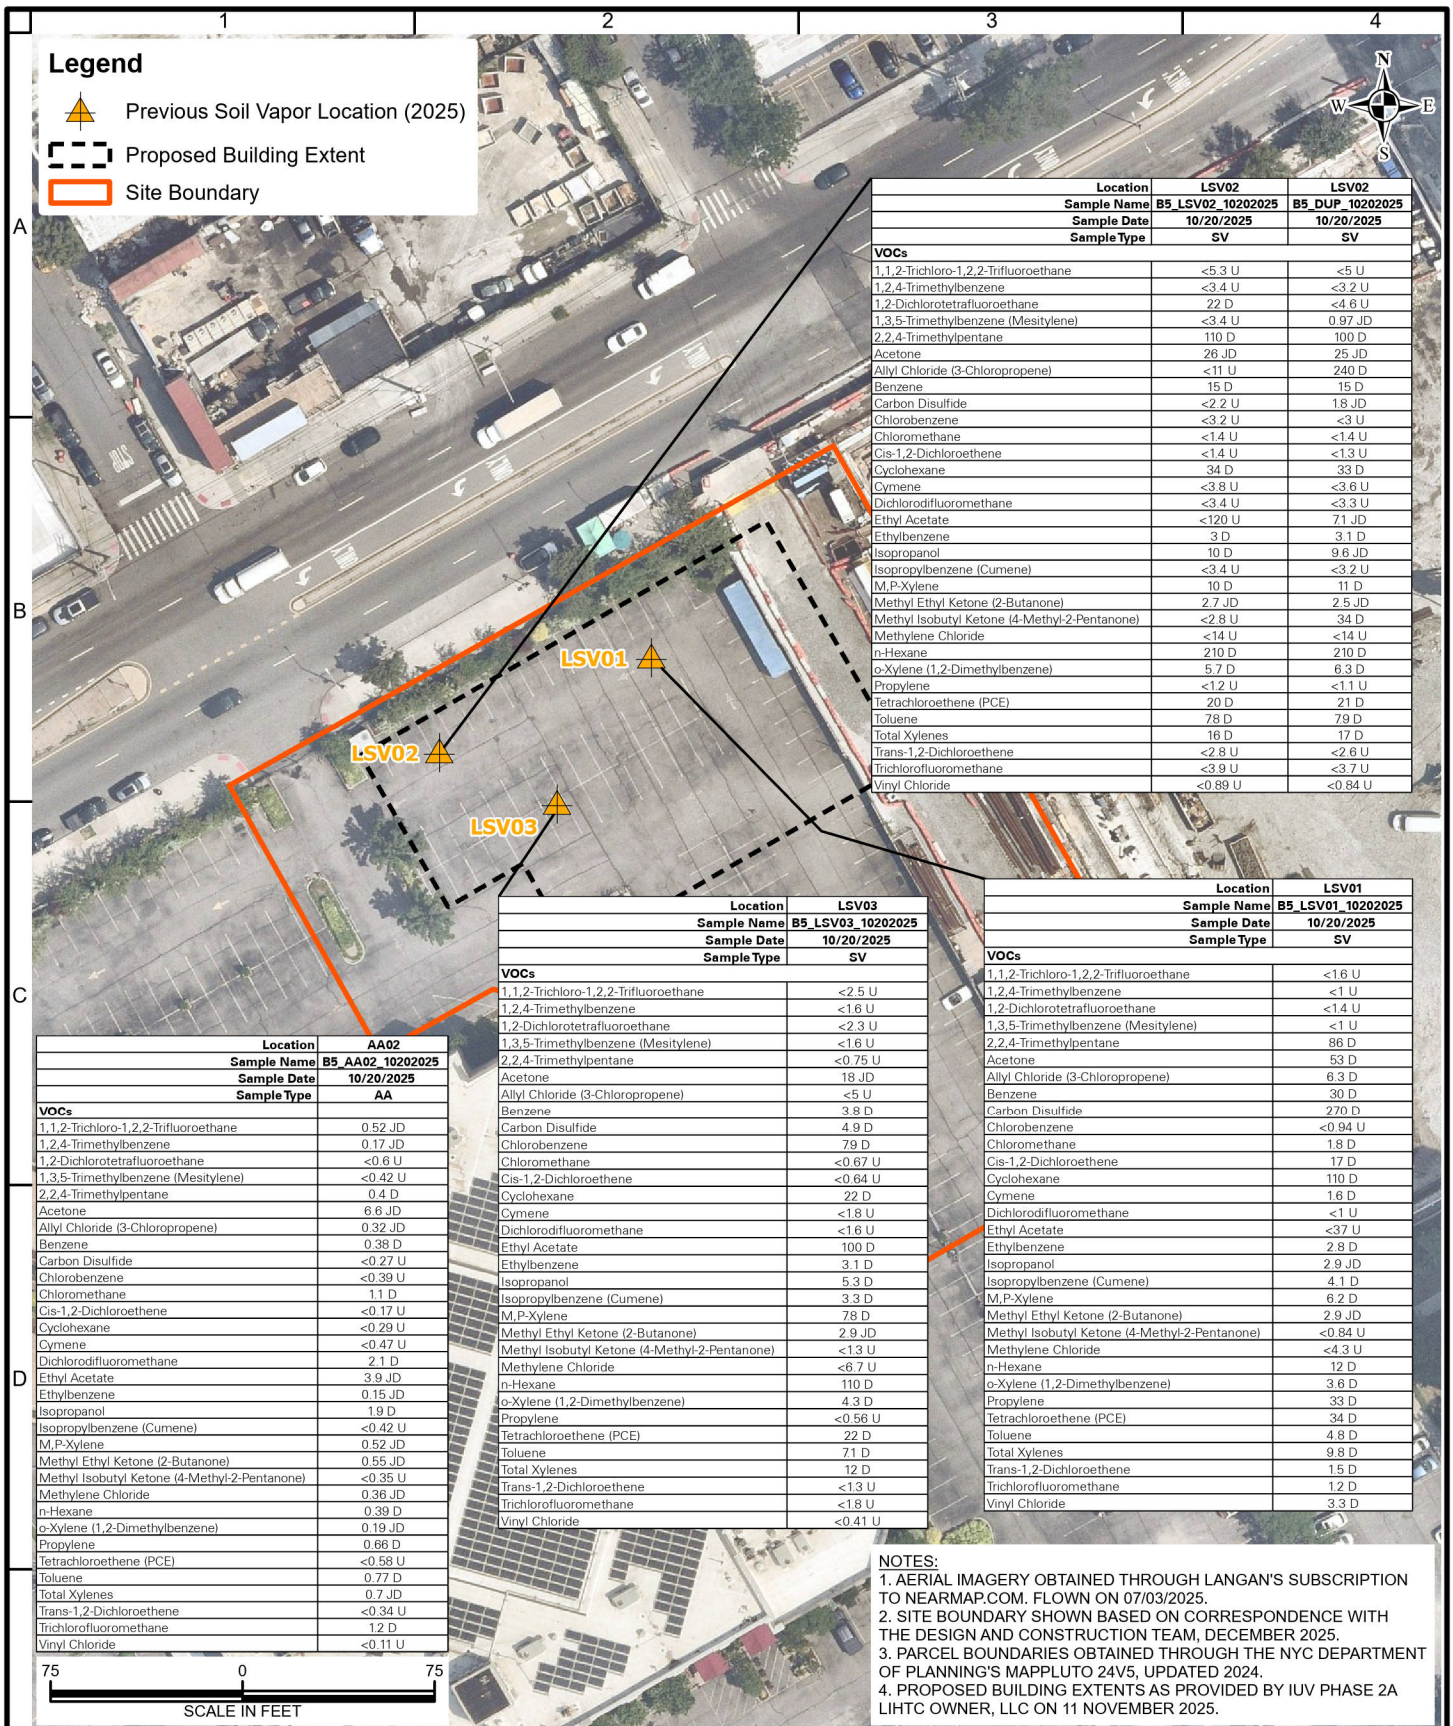 1 2 3 4
A
B
C
D
Legend
Previous Soil Vapor Location (2025)
Proposed Building Extent
Site Boundary
N
W E
S
Location LSV02 LSV02
Sample Name B5_LSV02_10202025 B5_DUP_10202025
Sample Date 10/20/2025 10/20/2025
Sample Type SV SV
VOCs
1,1,2-Trichloro-1,2,2-Trifluoroethane <5.3 U <5 U
1,2,4-Trimethylbenzene <3.4 U <3.2 U
1,2-Dichlorotetrafluoroethane 22 D <4.6 U
1,3,5-Trimethylbenzene (Mesitylene) <3.4 U 0.97 JD
2,2,4-Trimethylpentane 110 D 100 D
Acetone 26 JD 25 JD
Allyl Chloride (3-Chloropropene) <11 U 240 D
Benzene 15 D 15 D
Carbon Disulfide <2.2 U 1.8 JD
Chlorobenzene <3.2 U <3 U
Chloromethane <1.4 U <1.4 U
Cis-1,2-Dichloroethene <1.4 U <1.3 U
Cyclohexane 34 D 33 D
Cymene <3.8 U <3.6 U
Dichlorodifluoromethane <3.4 U <3.3 U
Ethyl Acetate <120 U 7.1 JD
Ethylbenzene 3 D 3.1 D
Isopropanol 10 D 9.6 JD
Isopropylbenzene (Cumene) <3.4 U <3.2 U
M,P-Xylene 10 D 11 D
Methyl Ethyl Ketone (2-Butanone) 2.7 JD 2.5 JD
Methyl Isobutyl Ketone (4-Methyl-2-Pentanone) <2.8 U 34 D
Methylene Chloride <14 U <14 U
n-Hexane 210 D 210 D
o-Xylene (1,2-Dimethylbenzene) 5.7 D 6.3 D
Propylene <1.2 U <1.1 U
Tetrachloroethene (PCE) 20 D 21 D
Toluene 78 D 79 D
Total Xylenes 16 D 17 D
Trans-1,2-Dichloroethene <2.8 U <2.6 U
Trichlorofluoromethane <3.9 U <3.7 U
Vinyl Chloride <0.89 U <0.84 U
LSV01
LSV02
LSV03
Location LSV03
Sample Name B5_LSV03_10202025
Sample Date 10/20/2025
Sample Type SV
VOCs
1,1,2-Trichloro-1,2,2-Trifluoroethane <2.5 U
1,2,4-Trimethylbenzene <1.6 U
1,2-Dichlorotetrafluoroethane <2.3 U
1,3,5-Trimethylbenzene (Mesitylene) <1.6 U
2,2,4-Trimethylpentane <0.75 U
Acetone 18 JD
Allyl Chloride (3-Chloropropene) <5 U
Benzene 3.8 D
Carbon Disulfide 4.9 D
Chlorobenzene 79 D
Chloromethane <0.67 U
Cis-1,2-Dichloroethene <0.64 U
Cyclohexane 22 D
Cymene <1.8 U
Dichlorodifluoromethane <1.6 U
Ethyl Acetate 100 D
Ethylbenzene 3.1 D
Isopropanol 5.3 D
Isopropylbenzene (Cumene) 3.3 D
M,P-Xylene 7.8 D
Methyl Ethyl Ketone (2-Butanone) 2.9 JD
Methyl Isobutyl Ketone (4-Methyl-2-Pentanone) <1.3 U
Methylene Chloride <6.7 U
n-Hexane 110 D
o-Xylene (1,2-Dimethylbenzene) 4.3 D
Propylene <0.56 U
Tetrachloroethene (PCE) 22 D
Toluene 7.1 D
Total Xylenes 12 D
Trans-1,2-Dichloroethene <1.3 U
Trichlorofluoromethane <1.8 U
Vinyl Chloride <0.41 U
Location LSV01
Sample Name B5_LSV01_10202025
Sample Date 10/20/2025
Sample Type SV
VOCs
1,1,2-Trichloro-1,2,2-Trifluoroethane <1.6 U
1,2,4-Trimethylbenzene <1 U
1,2-Dichlorotetrafluoroethane <1.4 U
1,3,5-Trimethylbenzene (Mesitylene) <1 U
2,2,4-Trimethylpentane 86 D
Acetone 53 D
Allyl Chloride (3-Chloropropene) 6.3 D
Benzene 30 D
Carbon Disulfide 270 D
Chlorobenzene <0.94 U
Chloromethane 1.8 D
Cis-1,2-Dichloroethene 17 D
Cyclohexane 110 D
Cymene 1.6 D
Dichlorodifluoromethane <1 U
Ethyl Acetate <37 U
Ethylbenzene 2.8 D
Isopropanol 2.9 JD
Isopropylbenzene (Cumene) 4.1 D
M,P-Xylene 6.2 D
Methyl Ethyl Ketone (2-Butanone) 2.9 JD
Methyl Isobutyl Ketone (4-Methyl-2-Pentanone) <0.84 U
Methylene Chloride <4.3 U
n-Hexane 12 D
o-Xylene (1,2-Dimethylbenzene) 3.6 D
Propylene 33 D
Tetrachloroethene (PCE) 34 D
Toluene 4.8 D
Total Xylenes 9.8 D
Trans-1,2-Dichloroethene 1.5 D
Trichlorofluoromethane 1.2 D
Vinyl Chloride 3.3 D
Location AA02
Sample Name B5_AA02_10202025
Sample Date 10/20/2025
Sample Type AA
VOCs
1,1,2-Trichloro-1,2,2-Trifluoroethane 0.52 JD
1,2,4-Trimethylbenzene 0.17 JD
1,2-Dichlorotetrafluoroethane <0.6 U
1,3,5-Trimethylbenzene (Mesitylene) <0.42 U
2,2,4-Trimethylpentane 0.4 D
Acetone 6.6 JD
Allyl Chloride (3-Chloropropene) 0.32 JD
Benzene 0.38 D
Carbon Disulfide <0.27 U
Chlorobenzene <0.39 U
Chloromethane 1.1 D
Cis-1,2-Dichloroethene <0.17 U
Cyclohexane <0.29 U
Cymene <0.47 U
Dichlorodifluoromethane 2.1 D
Ethyl Acetate 3.9 JD
Ethylbenzene 0.15 JD
Isopropanol 1.9 D
Isopropylbenzene (Cumene) <0.42 U
M,P-Xylene 0.52 JD
Methyl Ethyl Ketone (2-Butanone) 0.55 JD
Methyl Isobutyl Ketone (4-Methyl-2-Pentanone) <0.35 U
Methylene Chloride 0.36 JD
n-Hexane 0.39 D
o-Xylene (1,2-Dimethylbenzene) 0.19 JD
Propylene 0.66 D
Tetrachloroethene (PCE) <0.58 U
Toluene 0.77 D
Total Xylenes 0.7 JD
Trans-1,2-Dichloroethene <0.34 U
Trichlorofluoromethane 1.2 D
Vinyl Chloride <0.11 U
75 0 75
SCALE IN FEET
NOTES:
1. AERIAL IMAGERY OBTAINED THROUGH LANGAN'S SUBSCRIPTION
TO NEARMAP.COM. FLOWN ON 07/03/2025.
2. SITE BOUNDARY SHOWN BASED ON CORRESPONDENCE WITH
THE DESIGN AND CONSTRUCTION TEAM, DECEMBER 2025.
3. PARCEL BOUNDARIES OBTAINED THROUGH THE NYC DEPARTMENT
OF PLANNING'S MAPPLUTO 24V5, UPDATED 2024.
4. PROPOSED BUILDING EXTENTS AS PROVIDED BY IUV PHASE 2A
LIHTC OWNER, LLC ON 11 NOVEMBER 2025.